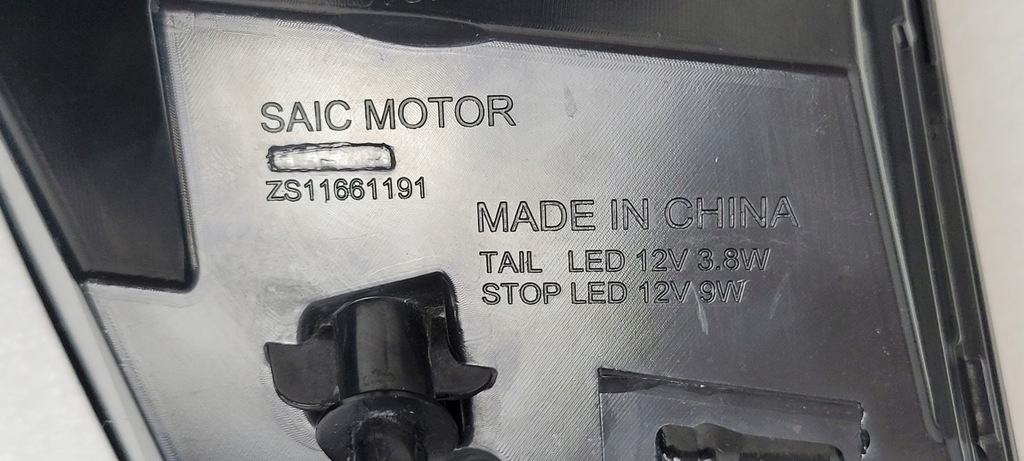 SAIC MOTOR
ZS11661191
MADE IN CHINA
TAIL LED 12V 3.8W
STOP LED 12V 9W